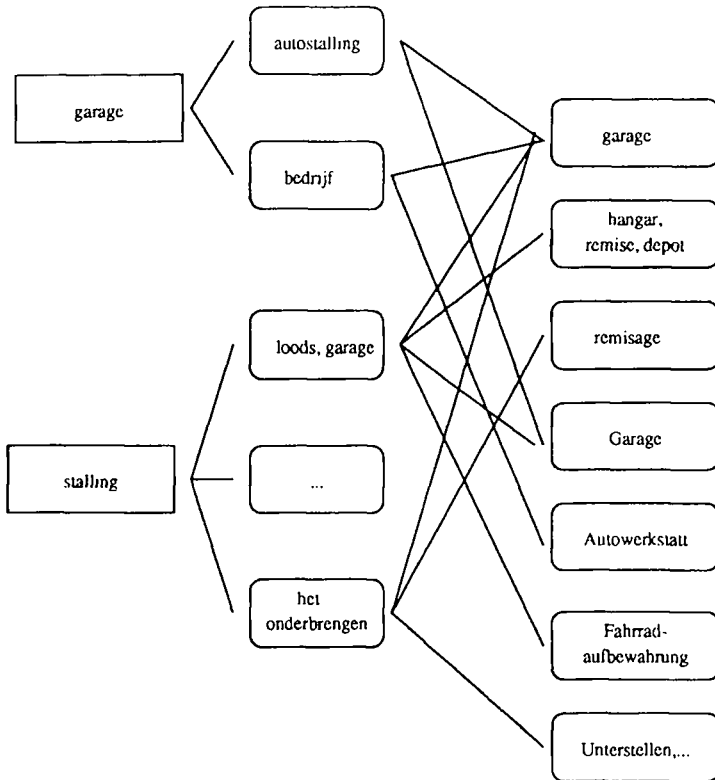 garage
stalling
autostalling
bedrijf
loods, garage
...
het
onderbrengen
garage
hangar,
remise, depot
remisage
Garage
Autowerkstatt
Fahrrad-
aufbewahrung
Unterstellen,...